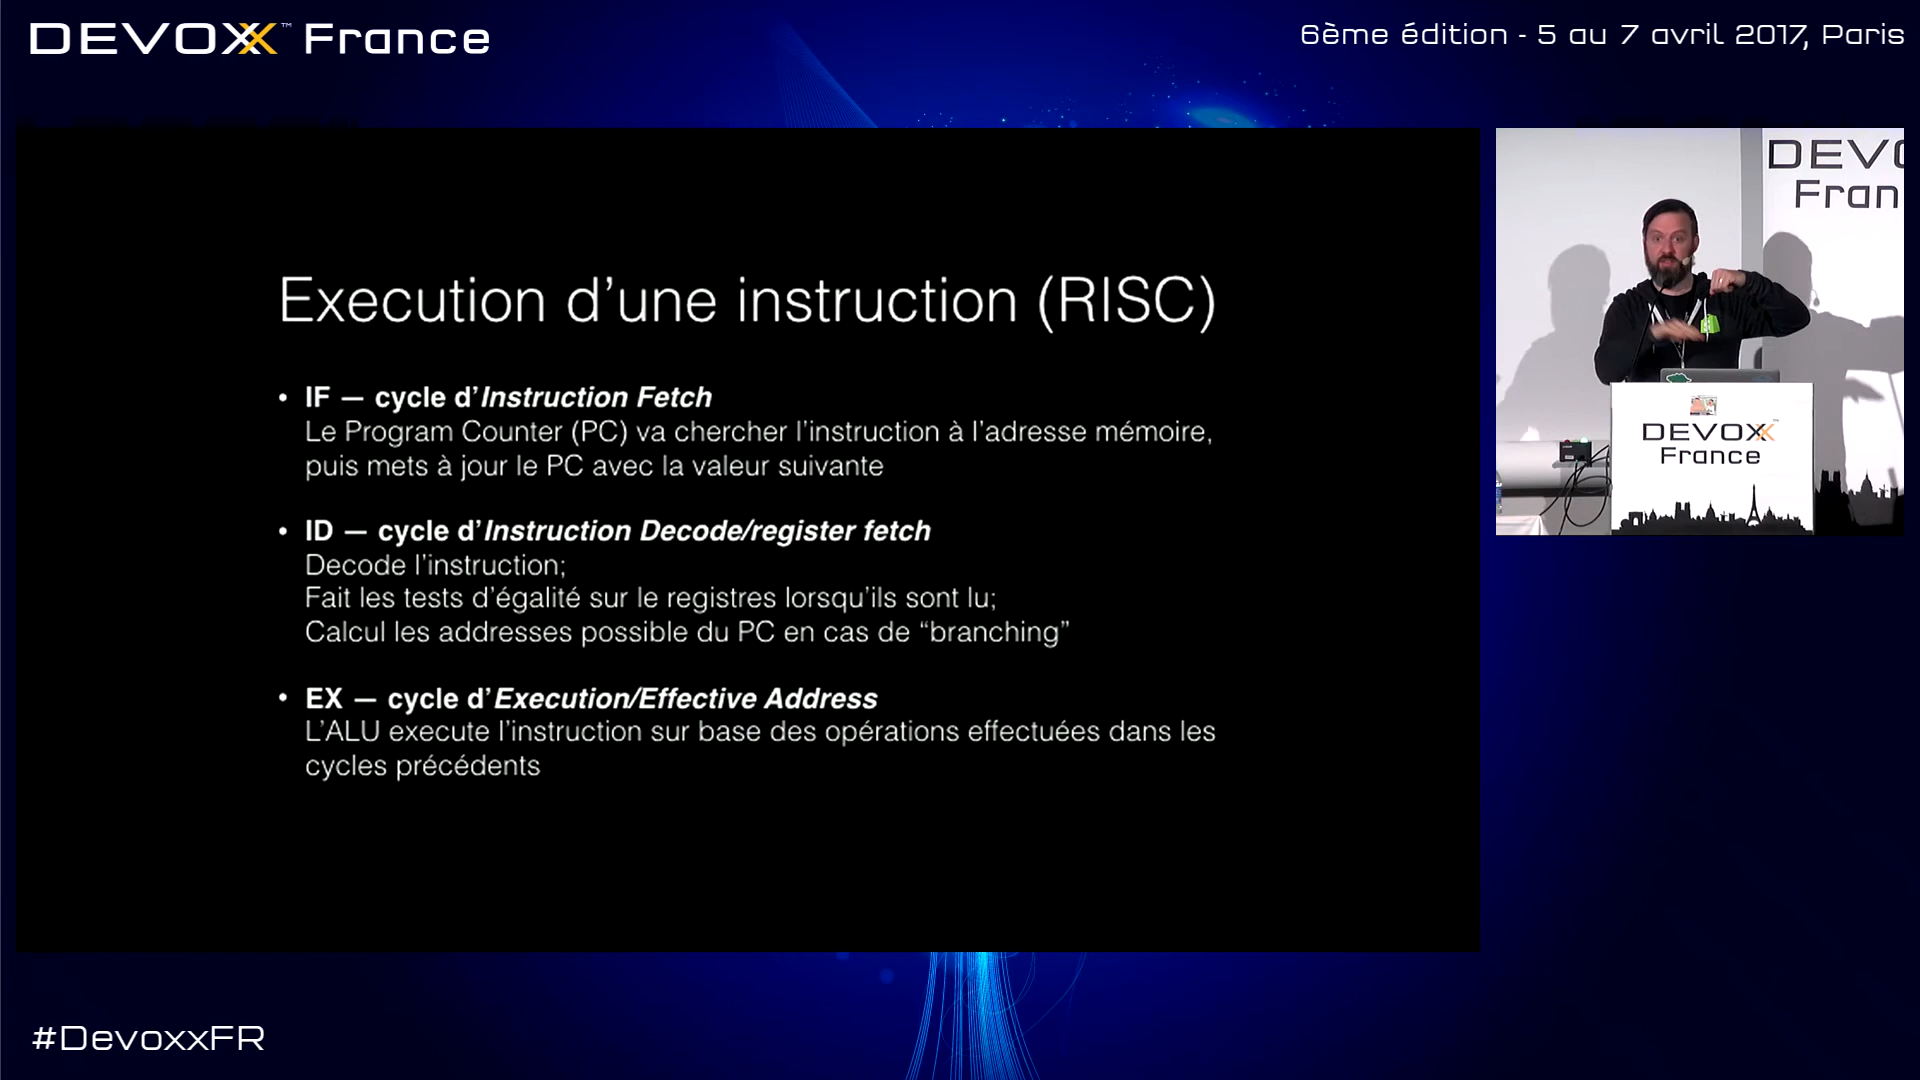 DEVOXX™ France
6ème édition - 5 au 7 avril 2017, Paris
Execution d’une instruction (RISC)
• IF — cycle d’Instruction Fetch
Le Program Counter (PC) va chercher l’instruction à l’adresse mémoire,
puis mets à jour le PC avec la valeur suivante
• ID — cycle d’Instruction Decode/register fetch
Decode l’instruction;
Fait les tests d’égalité sur le registres lorsqu’ils sont lu;
Calcul les addresses possible du PC en cas de “branching”
• EX — cycle d’Execution/Effective Address
L’ALU execute l’instruction sur base des opérations effectuées dans les
cycles précédents
DEVO
Fran
DEVOXX
France
#DevoxxFR